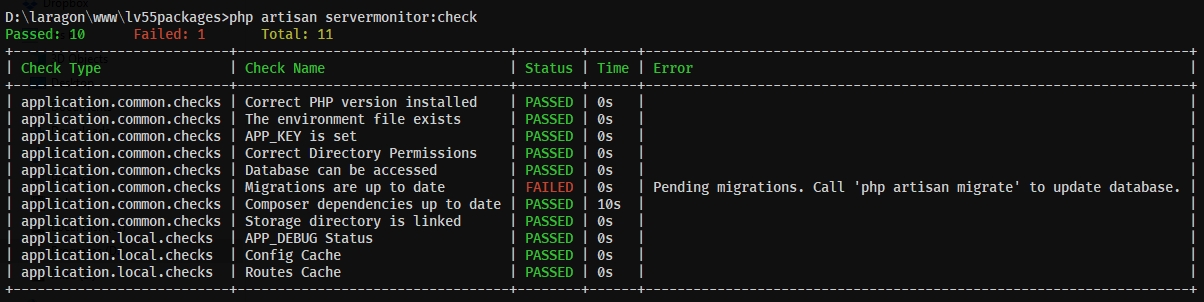 D:\laragon\www\lv55packages>php artisan servermonitor:check
Passed: 10 Failed: 1 Total: 11
+---------------------------+---------------------------------+--------+------+--------------------------------------------------------------------+
| Check Type | Check Name | Status | Time | Error |
+---------------------------+---------------------------------+--------+------+--------------------------------------------------------------------+
| application.common.checks | Correct PHP version installed | PASSED | 0s | |
| application.common.checks | The environment file exists | PASSED | 0s | |
| application.common.checks | APP_KEY is set | PASSED | 0s | |
| application.common.checks | Correct Directory Permissions | PASSED | 0s | |
| application.common.checks | Database can be accessed | PASSED | 0s | |
| application.common.checks | Migrations are up to date | FAILED | 0s | Pending migrations. Call 'php artisan migrate' to update database. |
| application.common.checks | Composer dependencies up to date | PASSED | 10s | |
| application.common.checks | Storage directory is linked | PASSED | 0s | |
| application.local.checks | APP_DEBUG Status | PASSED | 0s | |
| application.local.checks | Config Cache | PASSED | 0s | |
| application.local.checks | Routes Cache | PASSED | 0s | |
+---------------------------+---------------------------------+--------+------+--------------------------------------------------------------------+